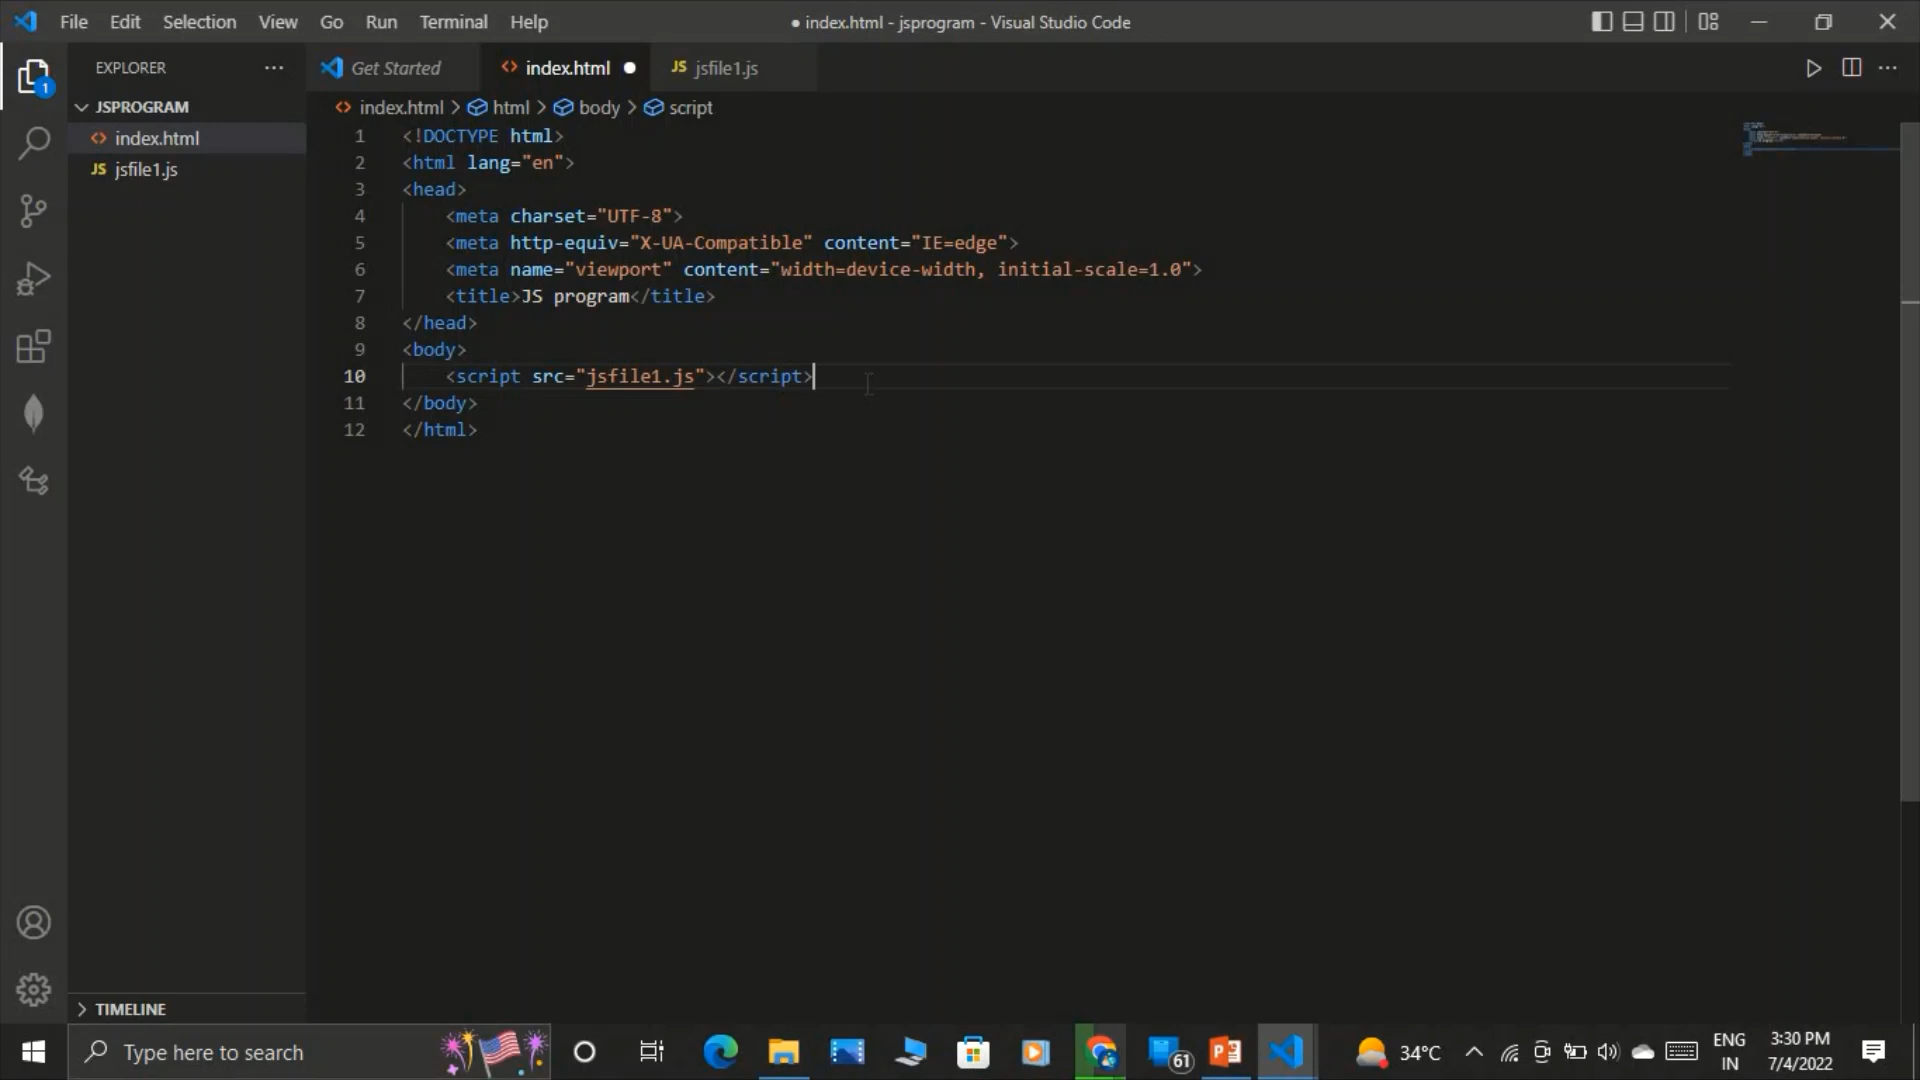 File Edit Selection View Go Run Terminal Help
● index.html - jsprogram - Visual Studio Code
EXPLORER
Get Started
index.html
jsfile1.js
JSPROGRAM
index.html
jsfile1.js
index.html > html > body > script
1 <!DOCTYPE html>
2 <html lang="en">
3 <head>
4 <meta charset="UTF-8">
5 <meta http-equiv="X-UA-Compatible" content="IE=edge">
6 <meta name="viewport" content="width=device-width, initial-scale=1.0">
7 <title>JS program</title>
8 </head>
9 <body>
10 <script src="jsfile1.js"></script>
11 </body>
12 </html>
1
JS
JS
TIMELINE
Type here to search
61
34°C
ENG
IN
3:30 PM
7/4/2022